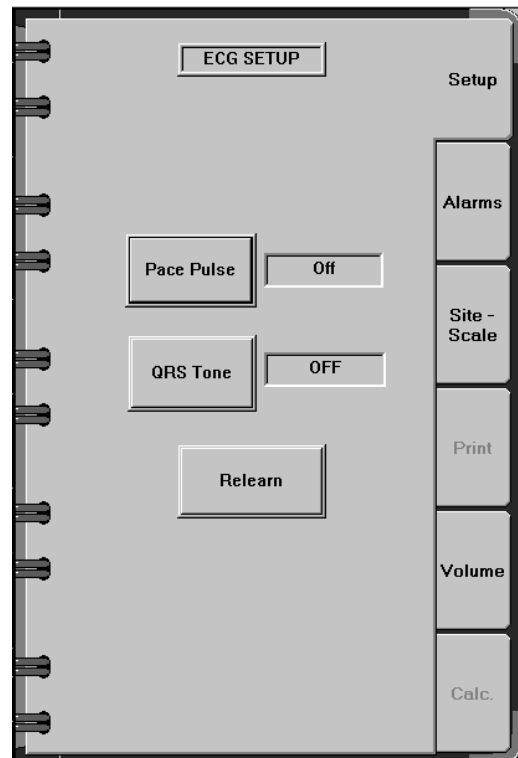 ECG SETUP
Setup
Alarms
Pace Pulse
Off
Site -
Scale
QRS Tone
OFF
Print
Relearn
Volume
Calc.